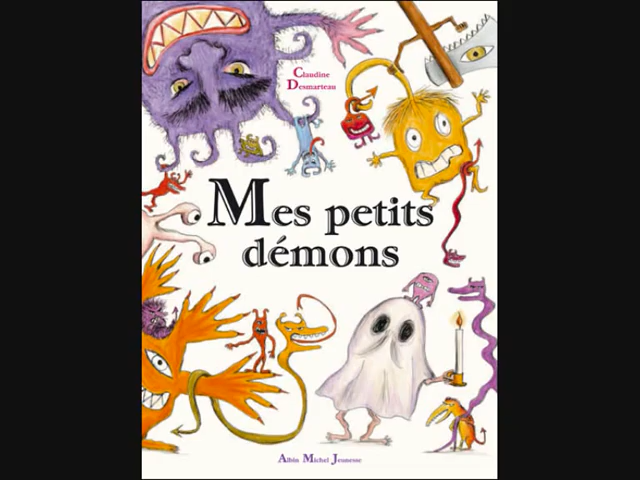 Claudine
Desmarteau
Mes petits
démons
Albin Michel Jeunesse